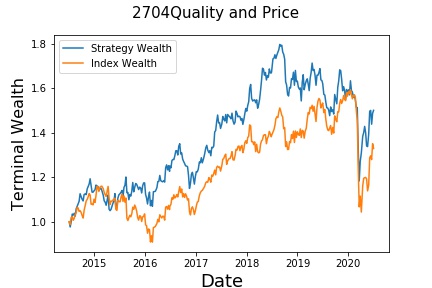 2704Quality and Price
Terminal Wealth
1.8
1.6
1.4
1.2
1.0
Strategy Wealth
Index Wealth
2015 2016 2017 2018 2019 2020
Date